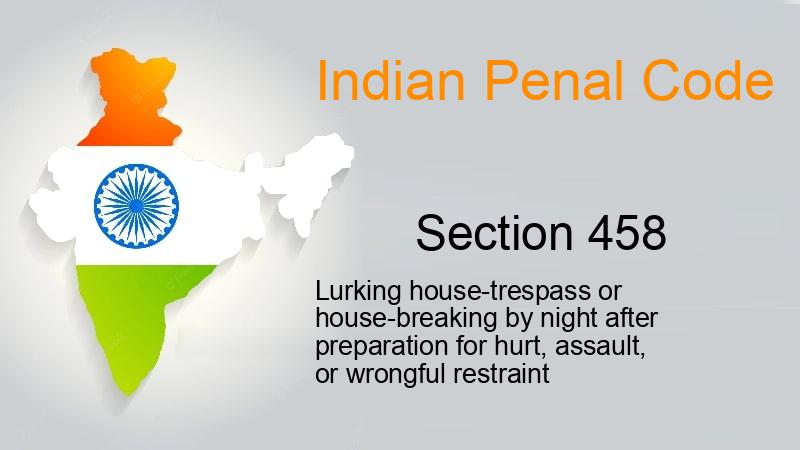 Indian Penal Code
Section 458
Lurking house-trespass or
house-breaking by night after
preparation for hurt, assault,
or wrongful restraint